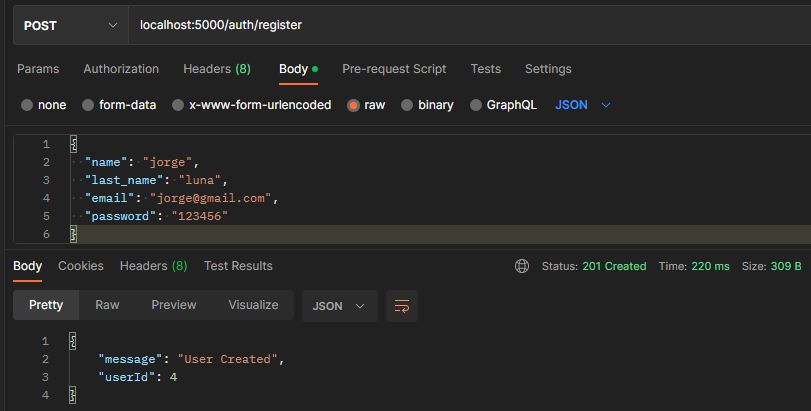 POST localhost:5000/auth/register
Params Authorization Headers (8) Body Pre-request Script Tests Settings
none form-data x-www-form-urlencoded raw binary GraphQL JSON
1 {
2 "name": "jorge",
3 "last_name": "luna",
4 "email": "jorge@gmail.com",
5 "password": "123456"
6 }
Body Cookies Headers (8) Test Results Status: 201 Created Time: 220 ms Size: 309 B
Pretty Raw Preview Visualize JSON
1 {
2 "message": "User Created",
3 "userId": 4
4 }